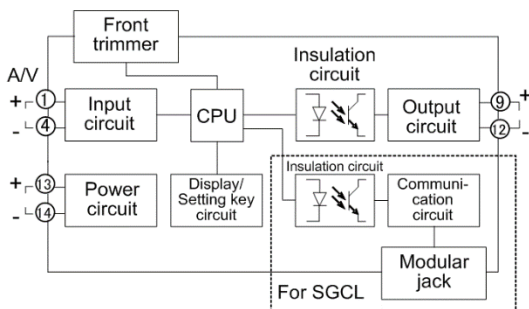 Front
trimmer
A/V
Insulation
circuit
+ 1
- 4
Input
circuit
CPU
Output
circuit
9 +
12 -
+ 13
- 14
Power
circuit
Display/
Setting key
circuit
Insulation circuit
Communi-
cation
circuit
Modular
jack
For SGCL